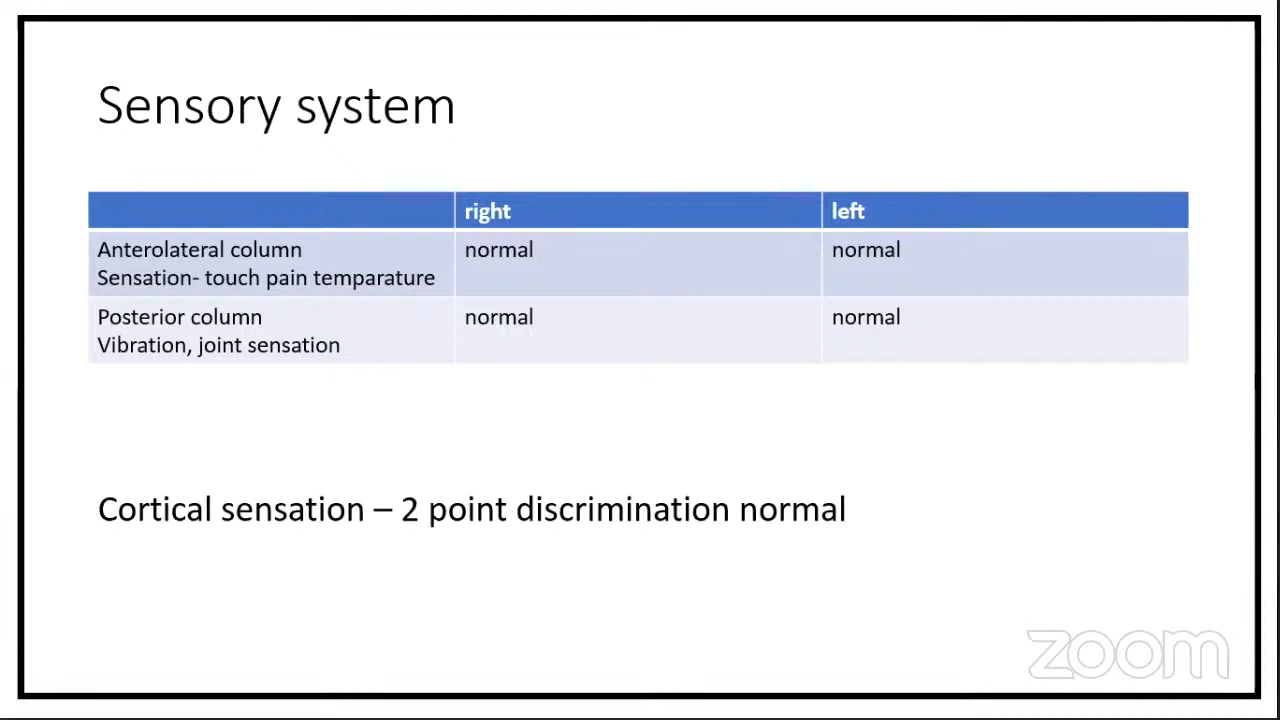 Sensory system
right left
Anterolateral column normal normal
Sensation- touch pain temparature
Posterior column normal normal
Vibration, joint sensation
Cortical sensation – 2 point discrimination normal
zoom